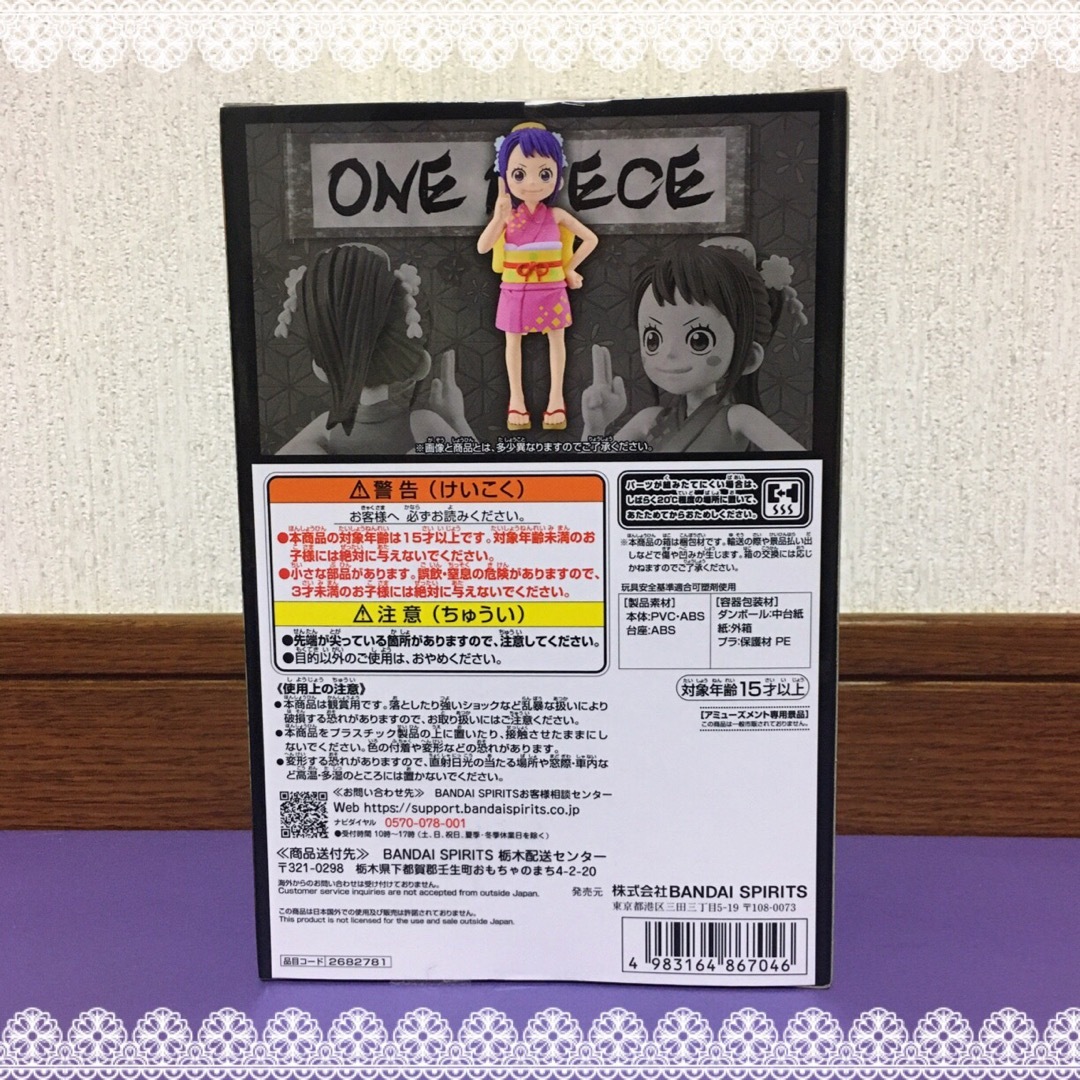 ONE PIECE
※画像と商品とは、多少異なりますのでご了承ください。
⚠警告（けいこく）
お客様へ 必ずお読みください。
●本商品の対象年齢は15才以上です。対象年齢未満のお
子様には絶対に与えないでください。
●小さな部品があります。誤飲・窒息の危険がありますので、
3才未満のお子様には絶対に与えないでください。
⚠注意（ちゅうい）
●先端が尖っている箇所がありますので、注意してください。
●目的以外のご使用は、おやめください。
《使用上の注意》
●本商品は観賞用です。落としたり強いショックなど乱暴な扱いにより
破損する恐れがありますので、お取り扱いにはご注意ください。
●本商品をプラスチック製品の上に置いたり、接触させたままにし
ないでください。色の付着や変形などの恐れがあります。
●変形する恐れがありますので、直射日光の当たる場所や窓際・車内な
ど高温・多湿のところには置かないでください。
《お問い合わせ先》 BANDAI SPIRITSお客様相談センター
Web https://support.bandaispirits.co.jp
ナビダイヤル 0570-078-001
●受付時間 10時〜17時(土、日、祝日、夏季・冬季休業日を除く)
《商品送付先》 BANDAI SPIRITS 栃木配送センター
〒321-0298 栃木県下都賀郡壬生町おもちゃのまち4-2-20
海外からのお問い合わせは受け付けておりません。
Customer service inquiries are not accepted from outside Japan.
この商品は日本国外での使用及び販売は許諾されておりません。
This product is not licensed for the use and sale outside Japan.
品目コード 2682781
パーツが組みたてにくい場合は、
しばらく20℃程度の場所に置いて、
あたためてからおためしください。
※本商品の箱は梱包材です。輸送の際や景品払い出
しなどで傷や凹みが生じます。箱の交換には応じ
かねますのでご了承ください。
玩具安全基準適合可塑剤使用
[製品素材]
本体:PVC・ABS
台座:ABS
[容器包装材]
ダンボール:中台紙
紙:外箱
プラ:保護材 PE
対象年齢15才以上
[アミューズメント専用景品]
この商品は一般市販されておりません。
発売元 株式会社BANDAI SPIRITS
東京都港区三田三丁目5-19 〒108-0073
4 983164 867046